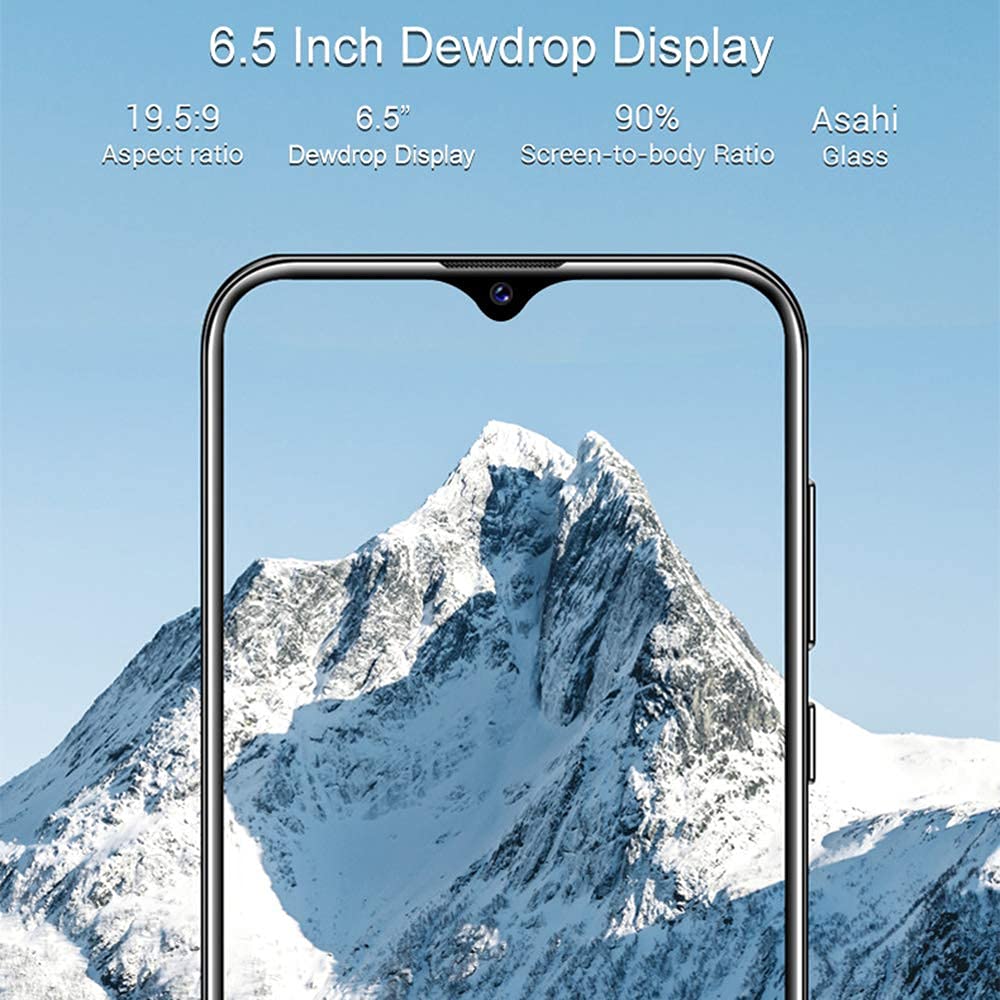 6.5 Inch Dewdrop Display
19.5:9
Aspect ratio
6.5”
Dewdrop Display
90%
Screen-to-body Ratio
Asahi
Glass